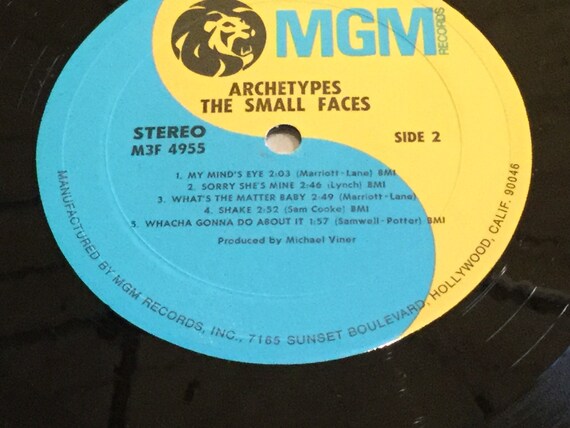 MGM
RECORDS
ARCHETYPES
THE SMALL FACES
STEREO
M3F 4955
SIDE 2
1. MY MIND'S EYE 2:03 (Marriott-Lane) BMI
2. SORRY SHE'S MINE 2:46 (Lynch) BMI
3. WHAT'S THE MATTER BABY 2:49 (Marriott-Lane)
4. SHAKE 2:52 (Sam Cooke) BMI
5. WHACHA GONNA DO ABOUT IT 1:57 (Samwell-Potter) BMI
Produced by Michael Viner
MANUFACTURED BY MGM RECORDS, INC., 7165 SUNSET BOULEVARD, HOLLYWOOD, CALIF. 90046